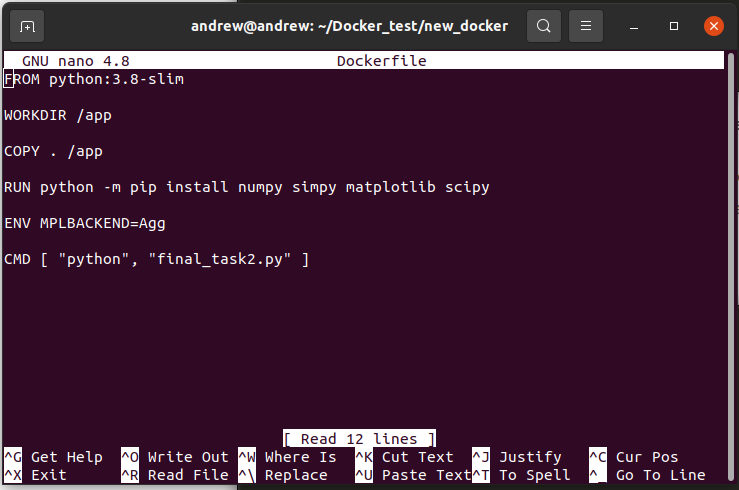 andrew@andrew: ~/Docker_test/new_docker
GNU nano 4.8 Dockerfile
FROM python:3.8-slim
WORKDIR /app
COPY . /app
RUN python -m pip install numpy simpy matplotlib scipy
ENV MPLBACKEND=Agg
CMD [ "python", "final_task2.py" ]
[ Read 12 lines ]
^G Get Help ^O Write Out ^W Where Is ^K Cut Text ^J Justify ^C Cur Pos
^X Exit ^R Read File ^\ Replace ^U Paste Text ^T To Spell ^_ Go To Line